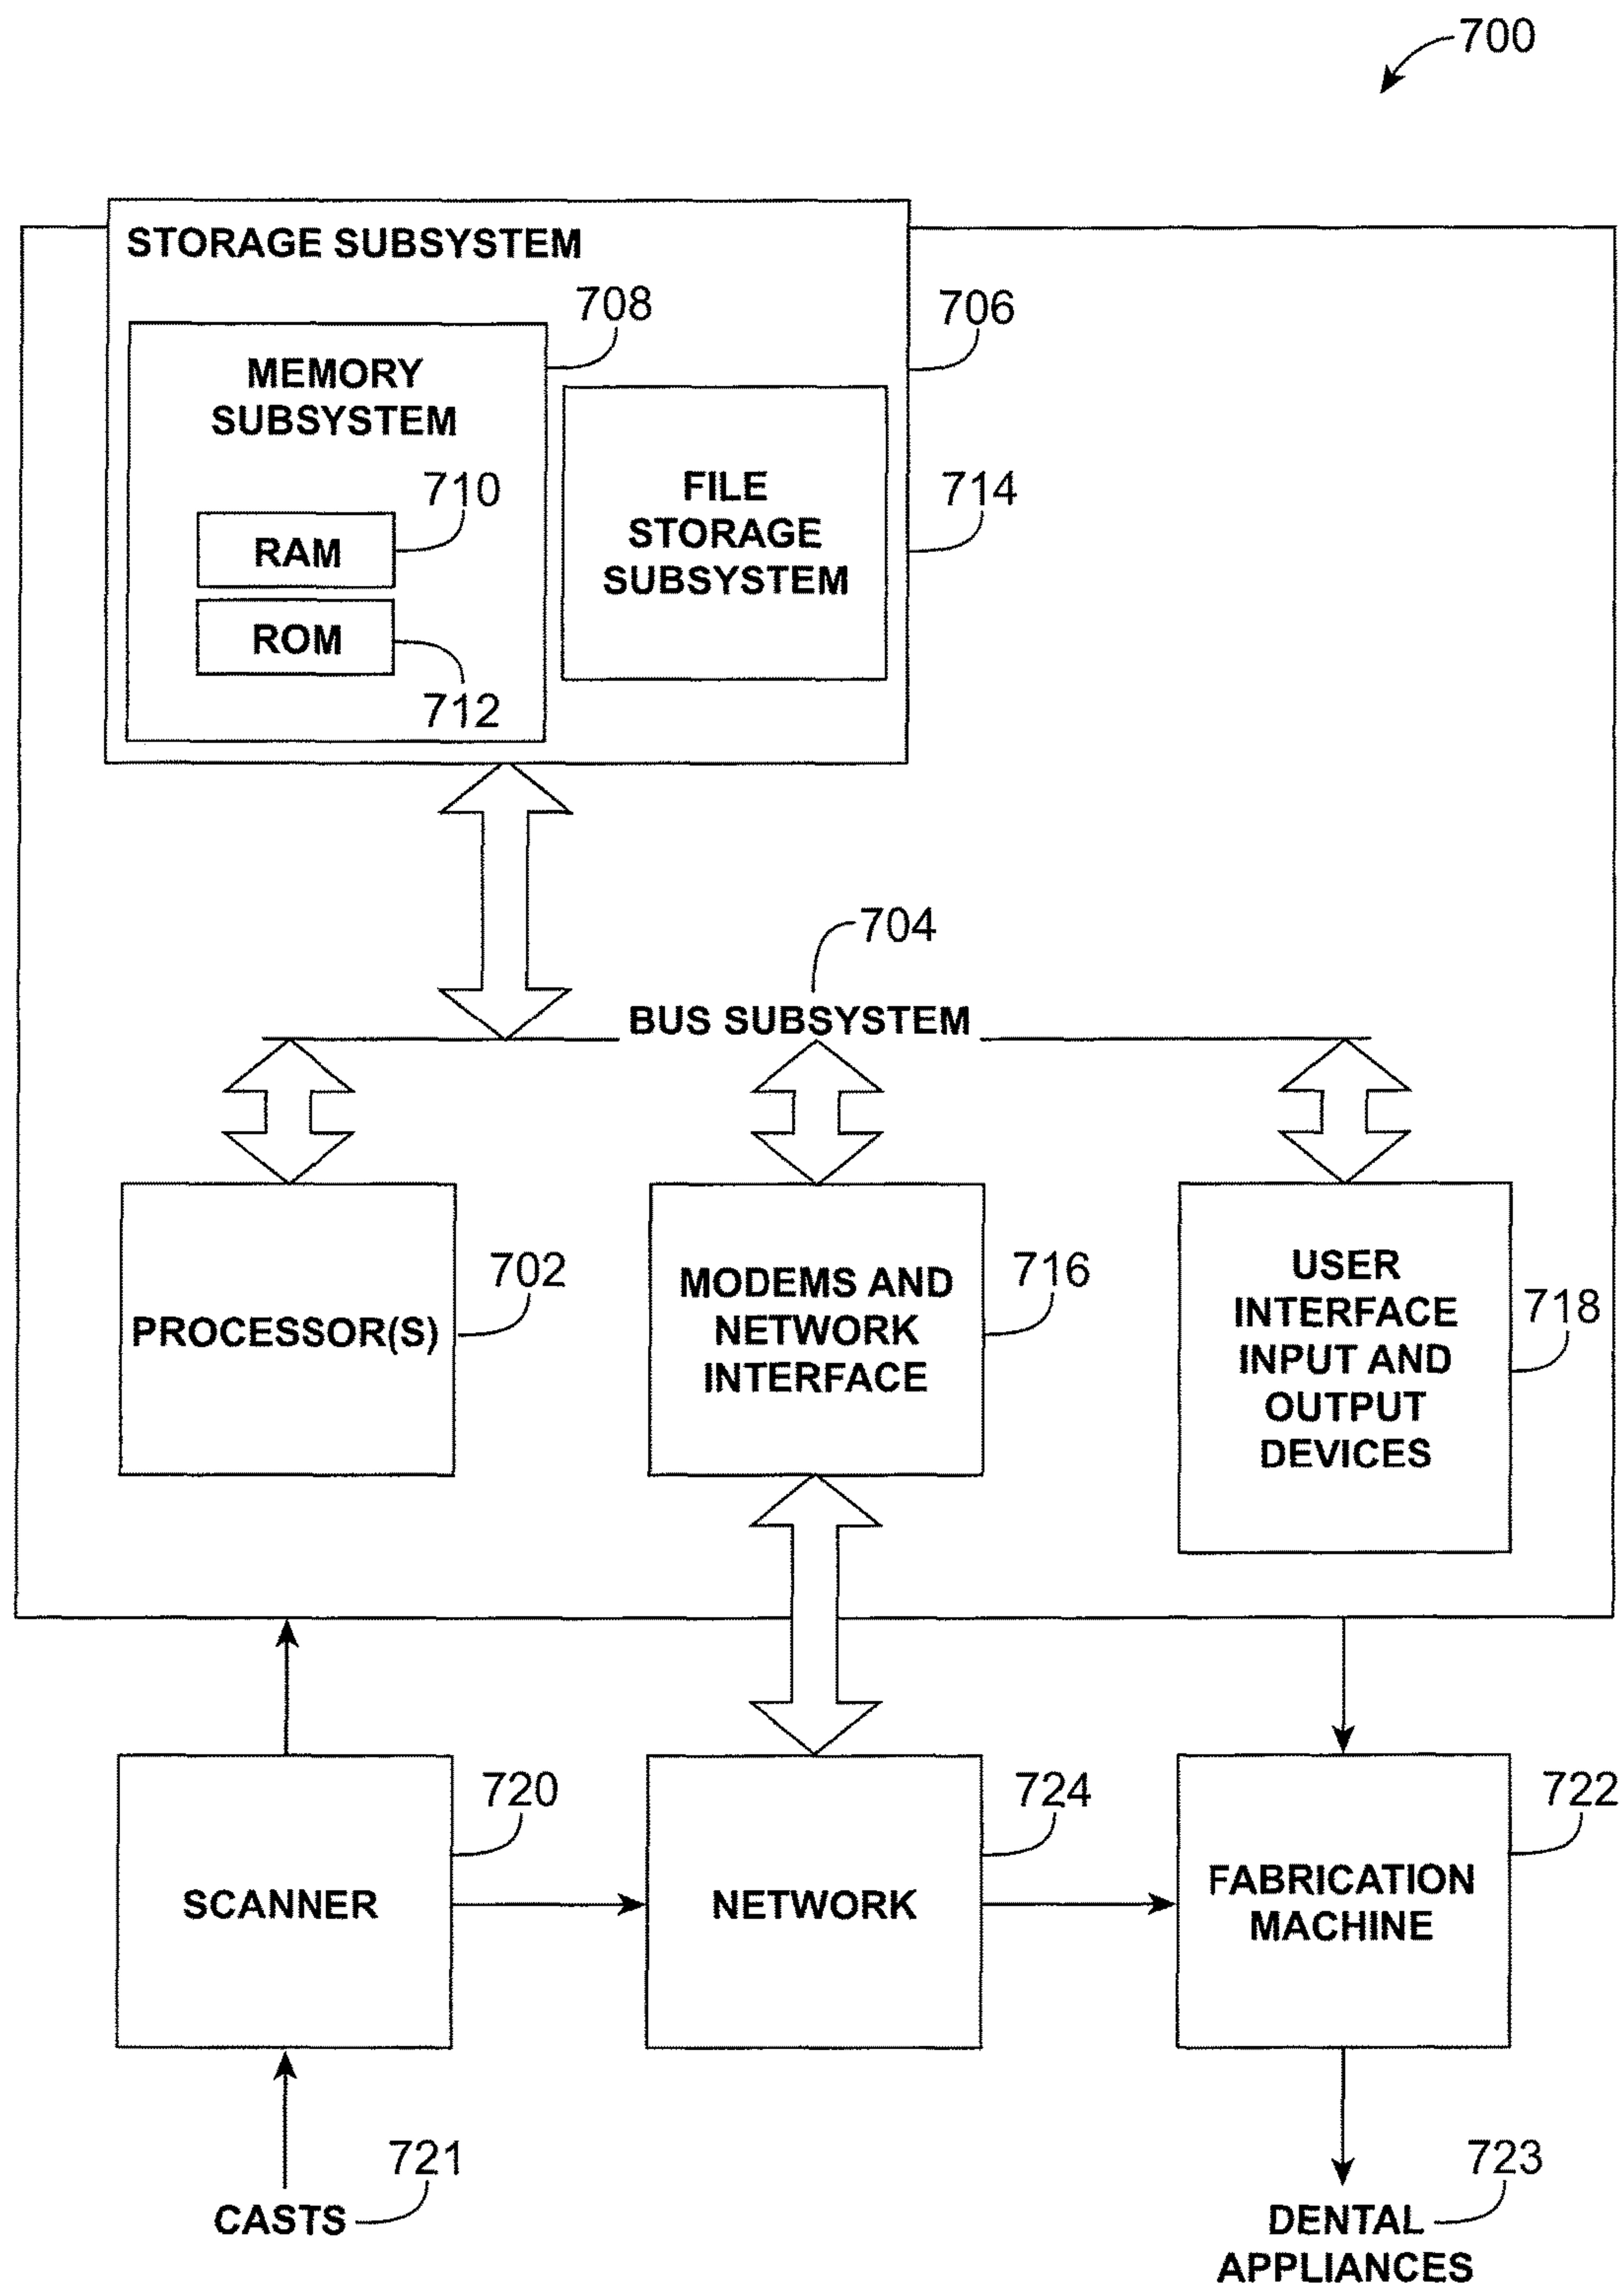 700
STORAGE SUBSYSTEM
708
706
MEMORY
SUBSYSTEM
710
RAM
ROM
712
FILE
STORAGE
SUBSYSTEM
714
704
BUS SUBSYSTEM
PROCESSOR(S)
702
MODEMS AND
NETWORK
INTERFACE
716
USER
INTERFACE
INPUT AND
OUTPUT
DEVICES
718
SCANNER
720
NETWORK
724
FABRICATION
MACHINE
722
CASTS
721
DENTAL
APPLIANCES
723